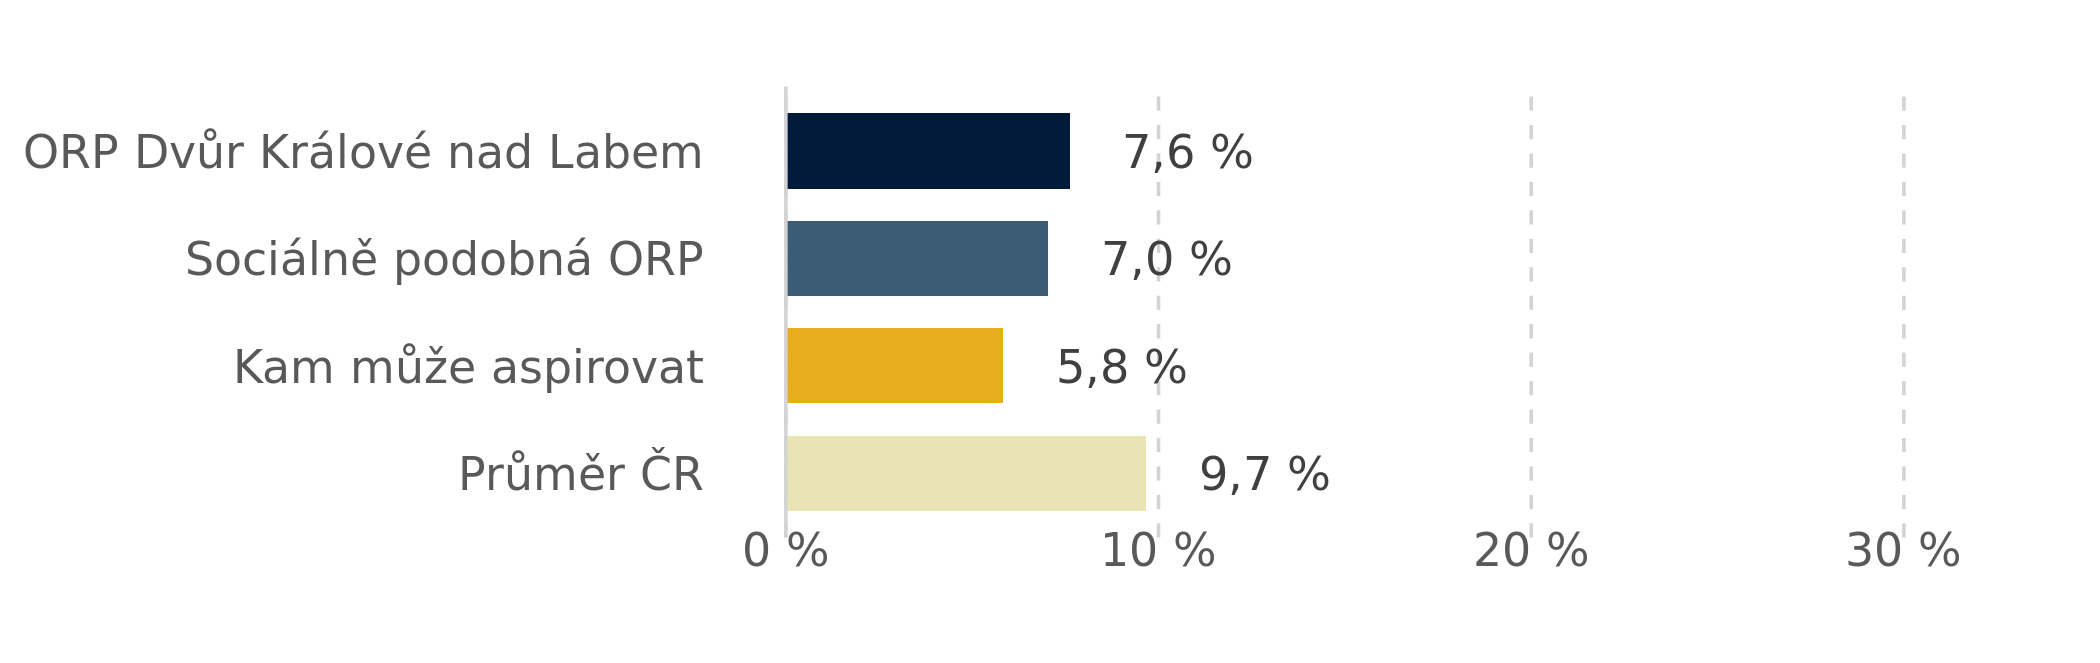 ORP Dvůr Králové nad Labem 7,6 %
Sociálně podobná ORP 7,0 %
Kam může aspirovat 5,8 %
Průměr ČR 9,7 %
0 % 10 % 20 % 30 %